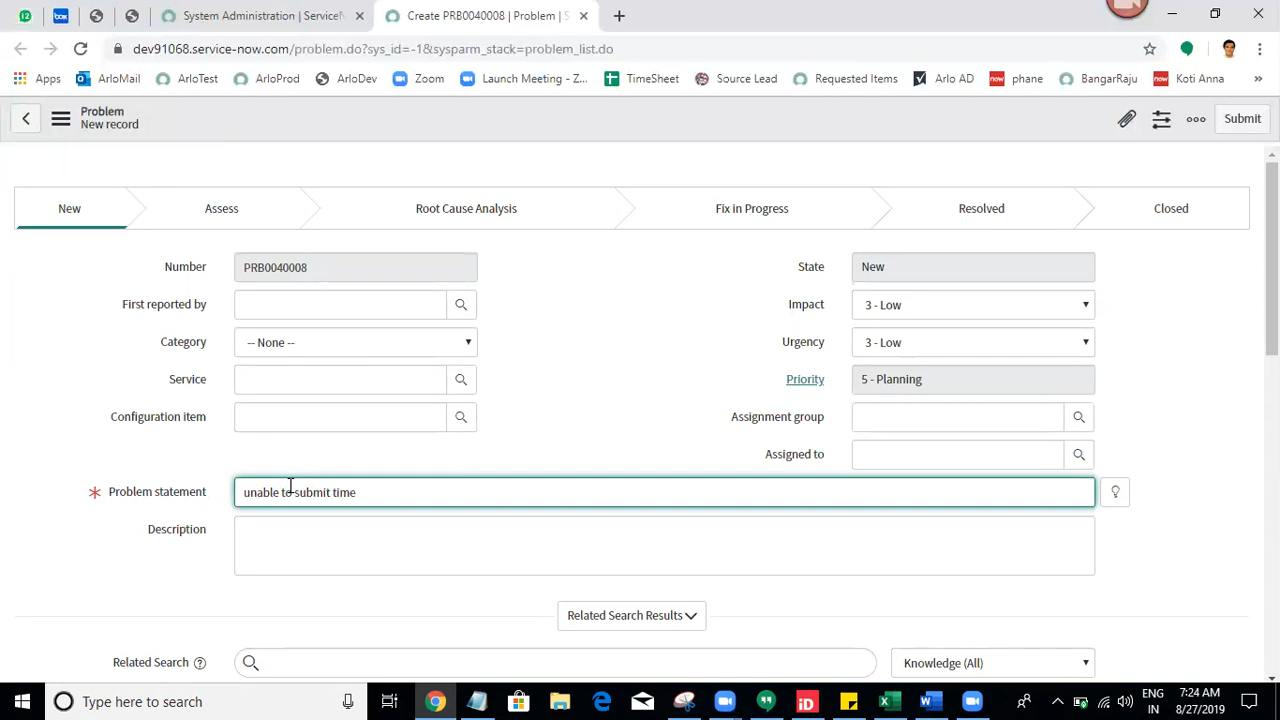 System Administration | ServiceN
Create PRB0040008 | Problem | S
dev91068.service-now.com/problem.do?sys_id=-1&sysparm_stack=problem_list.do
Apps
ArloMail
ArloTest
ArloProd
ArloDev
Zoom
Launch Meeting - Z...
TimeSheet
Source Lead
Requested Items
Arlo AD
now
phane
BangarRaju
now
Koti Anna
»
Problem
New record
Submit
New
Assess
Root Cause Analysis
Fix in Progress
Resolved
Closed
Number
PRB0040008
State
New
First reported by
Impact
3 - Low
Category
-- None --
Urgency
3 - Low
Service
Priority
5 - Planning
Configuration item
Assignment group
Assigned to
Problem statement
unable to submit time
Description
Related Search Results
Related Search
Knowledge (All)
Type here to search
ENG
IN
7:24 AM
8/27/2019